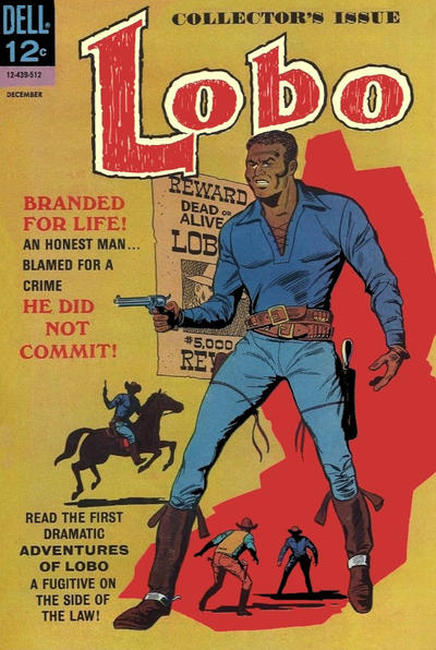 DELL
12c
12-439-512
DECEMBER
COLLECTOR'S ISSUE
Lobo
BRANDED
FOR LIFE!
AN HONEST MAN...
BLAMED FOR A
CRIME
HE DID
NOT
COMMIT!
REWARD
DEAD OR
ALIVE
LOB
$5,000
REW
READ THE FIRST
DRAMATIC
ADVENTURES OF LOBO
A FUGITIVE ON
THE SIDE OF
THE LAW!